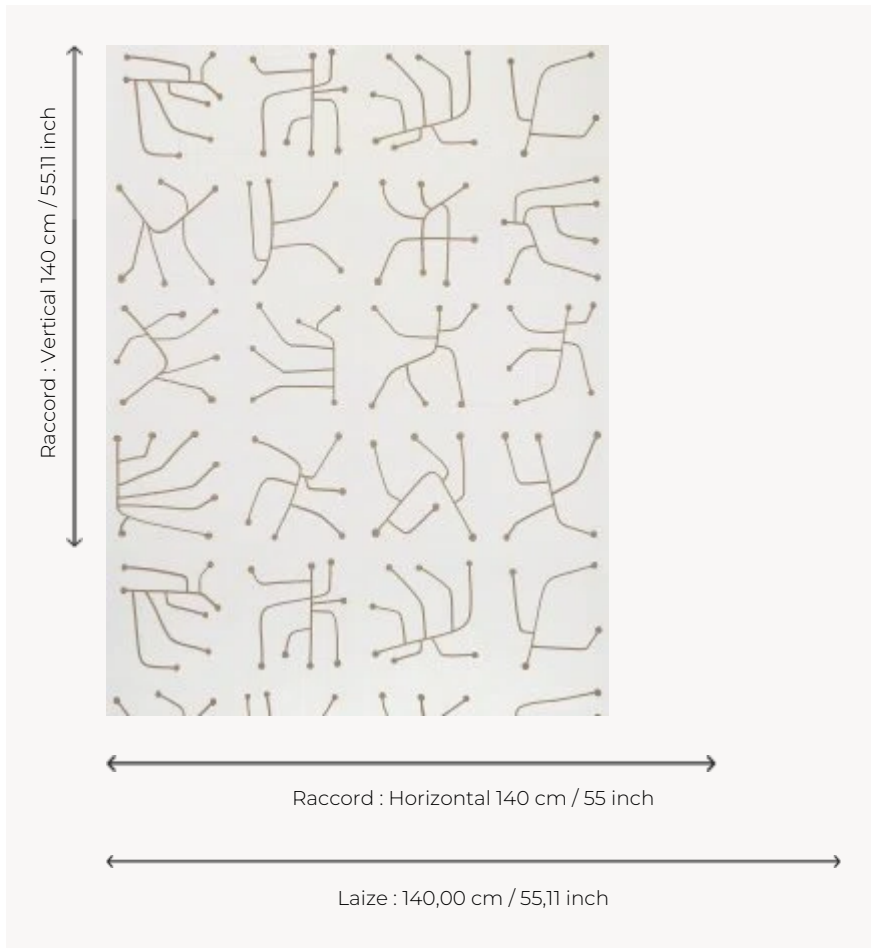 Raccord : Vertical 140 cm / 55.11 inch
Raccord : Horizontal 140 cm / 55 inch
Laize : 140,00 cm / 55,11 inch